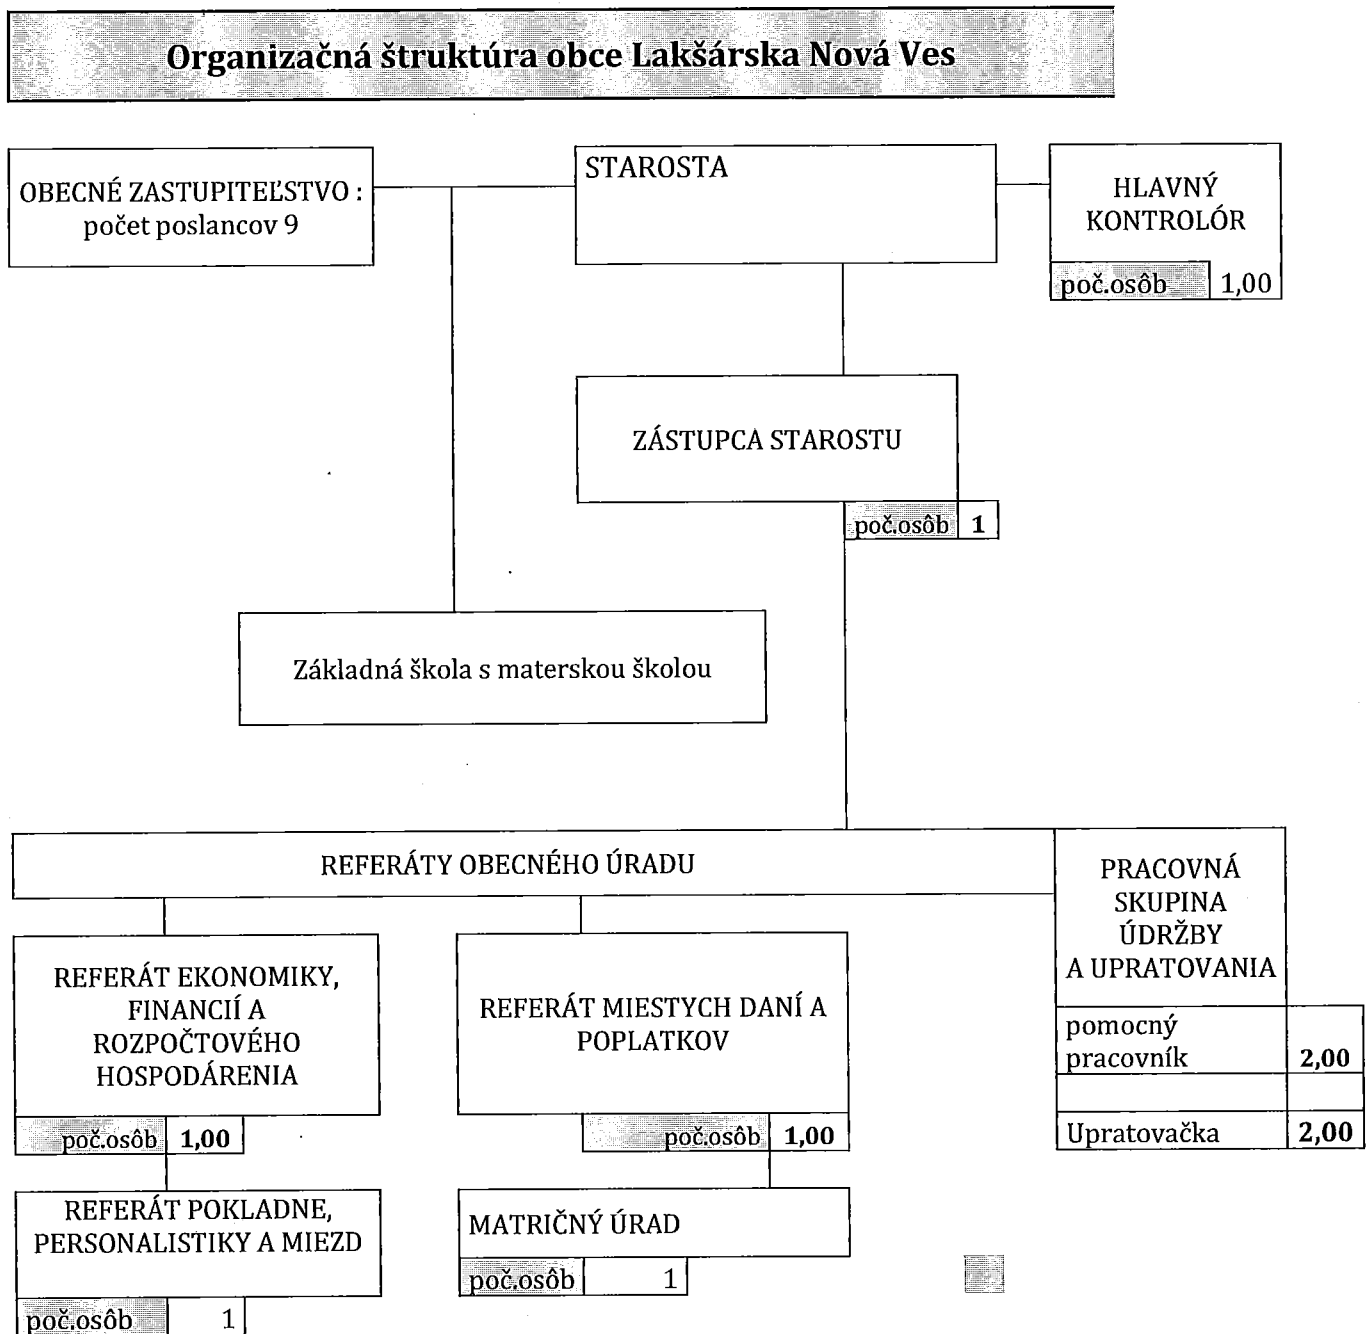 Organizačná štruktúra obce Lakšárska Nová Ves
OBECNÉ ZASTUPITEĽSTVO :
počet poslancov 9
STAROSTA
HLAVNÝ
KONTROLÓR
poč.osôb 1,00
ZÁSTUPCA STAROSTU
poč.osôb 1
Základná škola s materskou školou
REFERÁTY OBECNÉHO ÚRADU
PRACOVNÁ
SKUPINA
ÚDRŽBY
A UPRATOVANIA
pomocný
pracovník 2,00
Upratovačka 2,00
REFERÁT EKONOMIKY,
FINANCIÍ A
ROZPOČTOVÉHO
HOSPODÁRENIA
poč.osôb 1,00
REFERÁT MIESTYCH DANÍ A
POPLATKOV
poč.osôb 1,00
REFERÁT POKLADNE,
PERSONALISTIKY A MIEZD
poč.osôb 1
MATRIČNÝ ÚRAD
poč.osôb 1